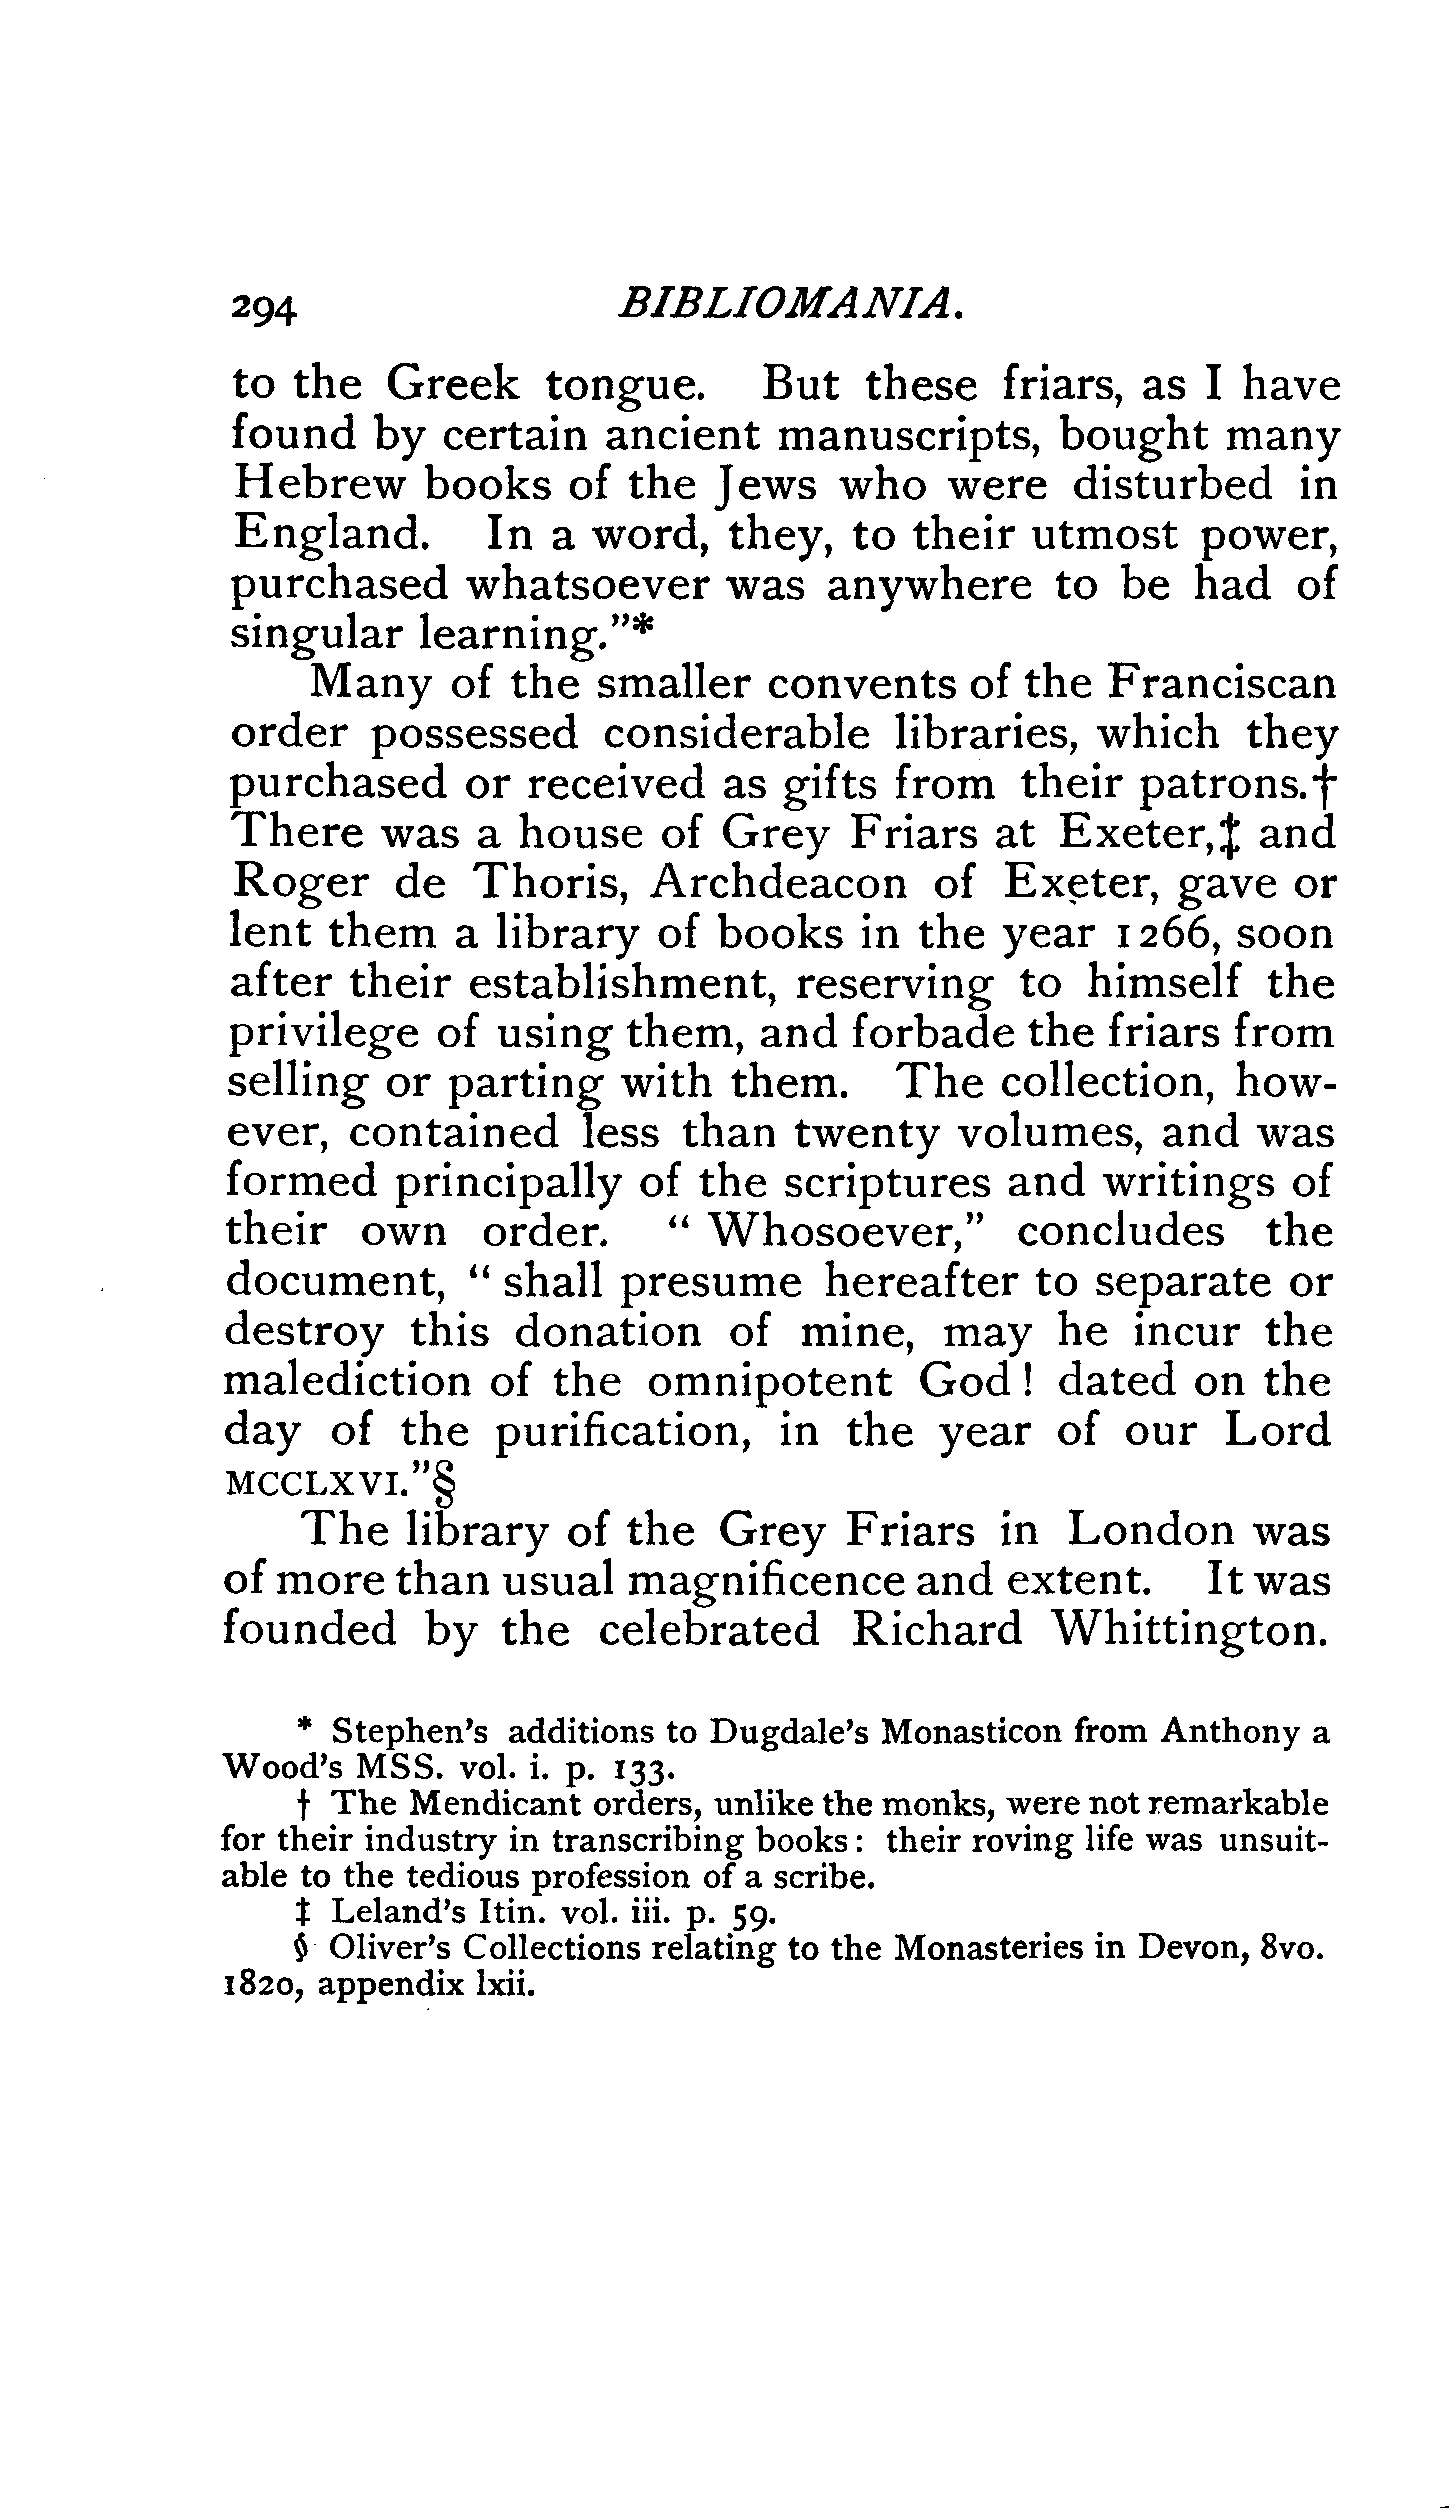 294 BIBLIOMANIA.
to the Greek tongue. But these friars, as I have
found by certain ancient manuscripts, bought many
Hebrew books of the Jews who were disturbed in
England. In a word, they, to their utmost power,
purchased whatsoever was anywhere to be had of
singular learning."*
Many of the smaller convents of the Franciscan
order possessed considerable libraries, which they
purchased or received as gifts from their patrons.†
There was a house of Grey Friars at Exeter,‡ and
Roger de Thoris, Archdeacon of Exeter, gave or
lent them a library of books in the year 1266, soon
after their establishment, reserving to himself the
privilege of using them, and forbade the friars from
selling or parting with them. The collection, how-
ever, contained less than twenty volumes, and was
formed principally of the scriptures and writings of
their own order. "Whosoever," concludes the
document, "shall presume hereafter to separate or
destroy this donation of mine, may he incur the
malediction of the omnipotent God! dated on the
day of the purification, in the year of our Lord
MCCLXVI."§
The library of the Grey Friars in London was
of more than usual magnificence and extent. It was
founded by the celebrated Richard Whittington.
* Stephen's additions to Dugdale's Monasticon from Anthony a
Wood's MSS. vol. i. p. 133.
† The Mendicant orders, unlike the monks, were not remarkable
for their industry in transcribing books: their roving life was unsuit-
able to the tedious profession of a scribe.
‡ Leland's Itin. vol. iii. p. 59.
§ Oliver's Collections relating to the Monasteries in Devon, 8vo.
1820, appendix lxii.